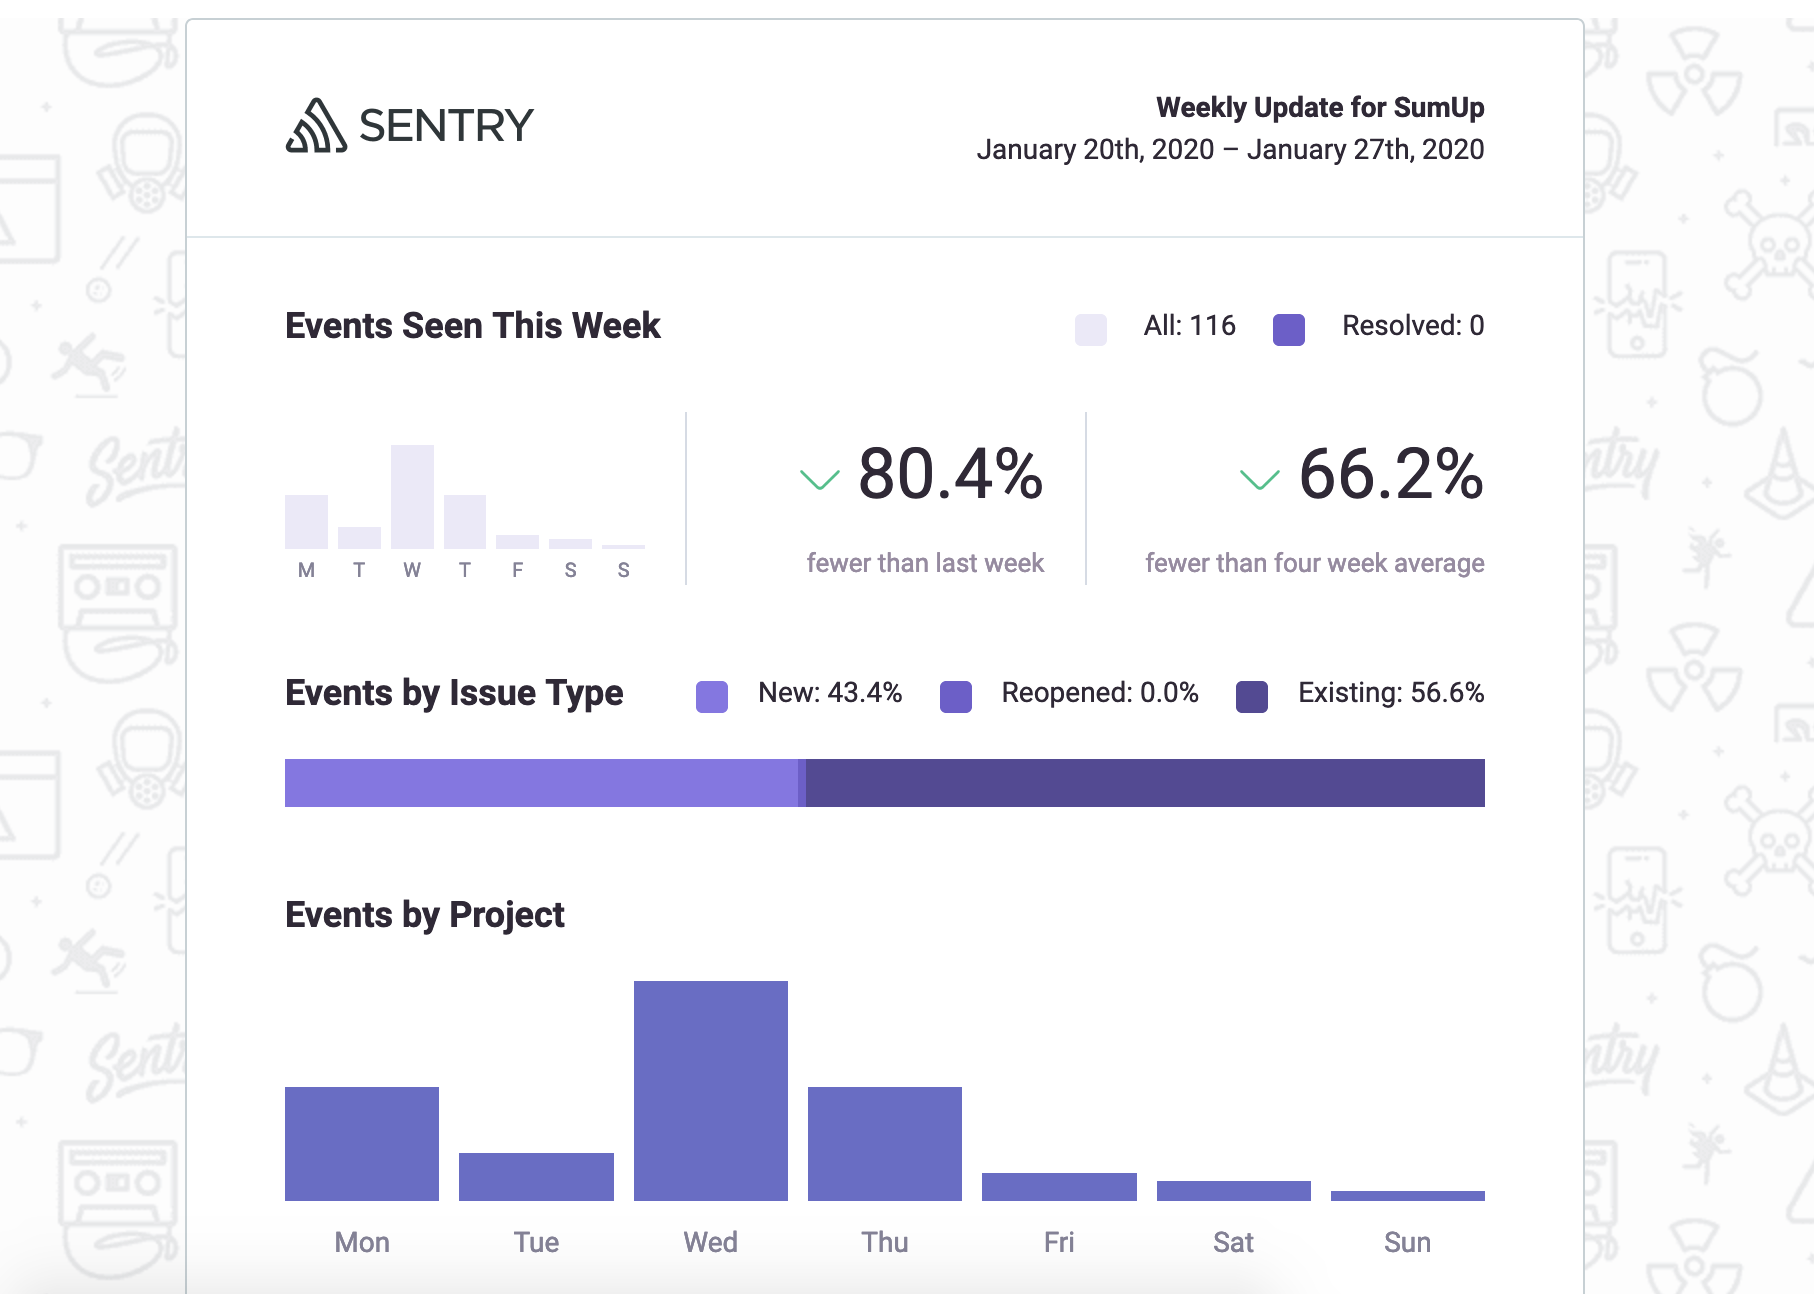 SENTRY
Weekly Update for SumUp
January 20th, 2020 – January 27th, 2020
Events Seen This Week
All: 116
Resolved: 0
80.4%
66.2%
M T W T F S S
fewer than last week
fewer than four week average
Events by Issue Type
New: 43.4%
Reopened: 0.0%
Existing: 56.6%
Events by Project
Mon Tue Wed Thu Fri Sat Sun
Sentry
Sentry